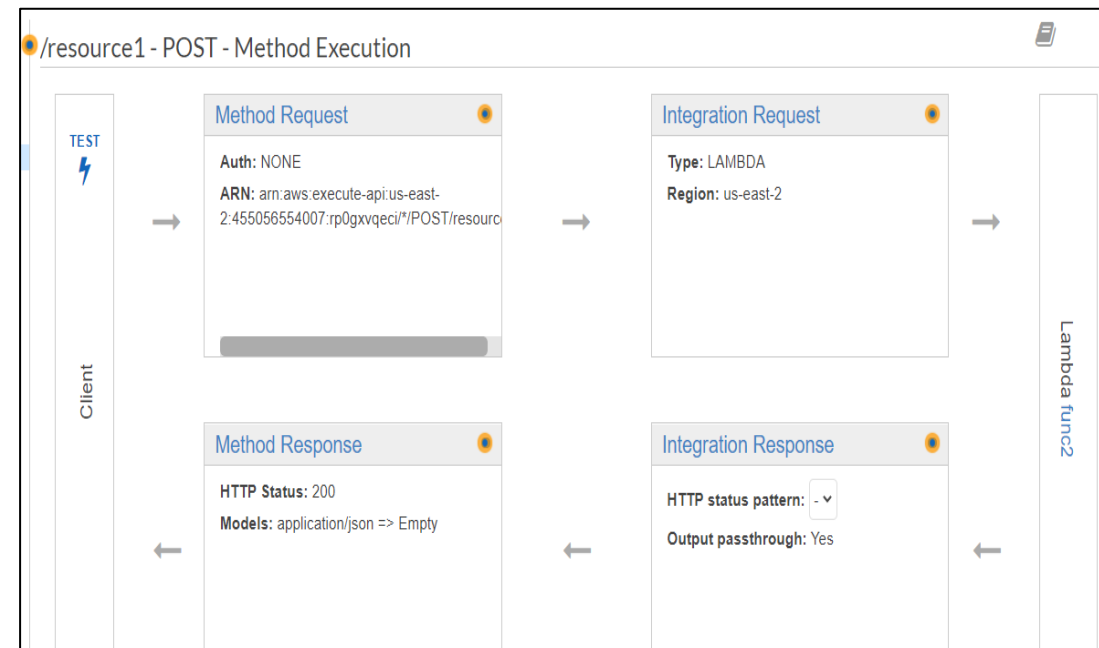 /resource1 - POST - Method Execution
TEST
Client
Method Request
Auth: NONE
ARN: arn:aws:execute-api:us-east-
2:455056554007:rp0gxvqeci/*/POST/resourc
Integration Request
Type: LAMBDA
Region: us-east-2
Lambda func2
Method Response
HTTP Status: 200
Models: application/json => Empty
Integration Response
HTTP status pattern: -
Output passthrough: Yes